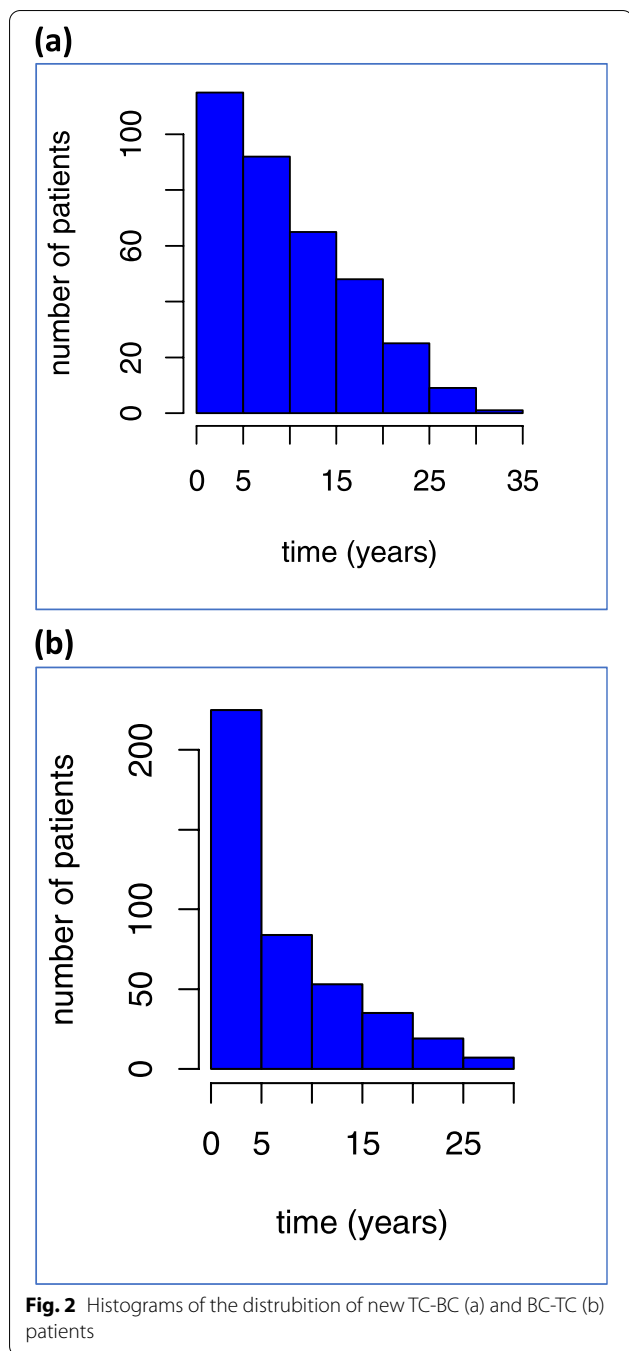 (a)
number of patients
100
60
20
0
0 5 15 25 35
time (years)
(b)
number of patients
200
100
50
0
0 5 15 25
time (years)
Fig. 2 Histograms of the distrubition of new TC-BC (a) and BC-TC (b)
patients